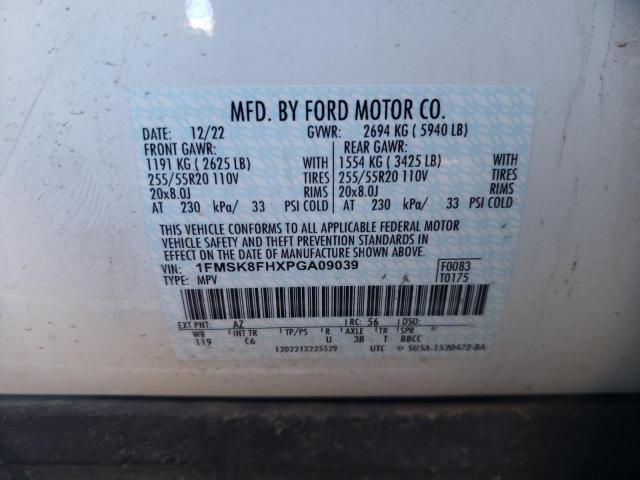 MFD. BY FORD MOTOR CO.
DATE: 12/22 GVWR: 2694 KG ( 5940 LB)
FRONT GAWR: REAR GAWR:
1191 KG ( 2625 LB) WITH 1554 KG ( 3425 LB) WITH
255/55R20 110V TIRES 255/55R20 110V TIRES
20x8.0J RIMS 20x8.0J RIMS
AT 230 kPa/ 33 PSI COLD AT 230 kPa/ 33 PSI COLD
THIS VEHICLE CONFORMS TO ALL APPLICABLE FEDERAL MOTOR
VEHICLE SAFETY AND THEFT PREVENTION STANDARDS IN
EFFECT ON THE DATE OF MANUFACTURE SHOWN ABOVE.
VIN: 1FMSK8FHXPGA09039 F0083
TYPE: MPV T0175
EXT PNT: AZ RC: 56 DSO:
WB INT TR TP/PS R AXLE TR SPR
119 C6 U 3B T BBCC
1202212225529 UTC SU5A-1520472-BA